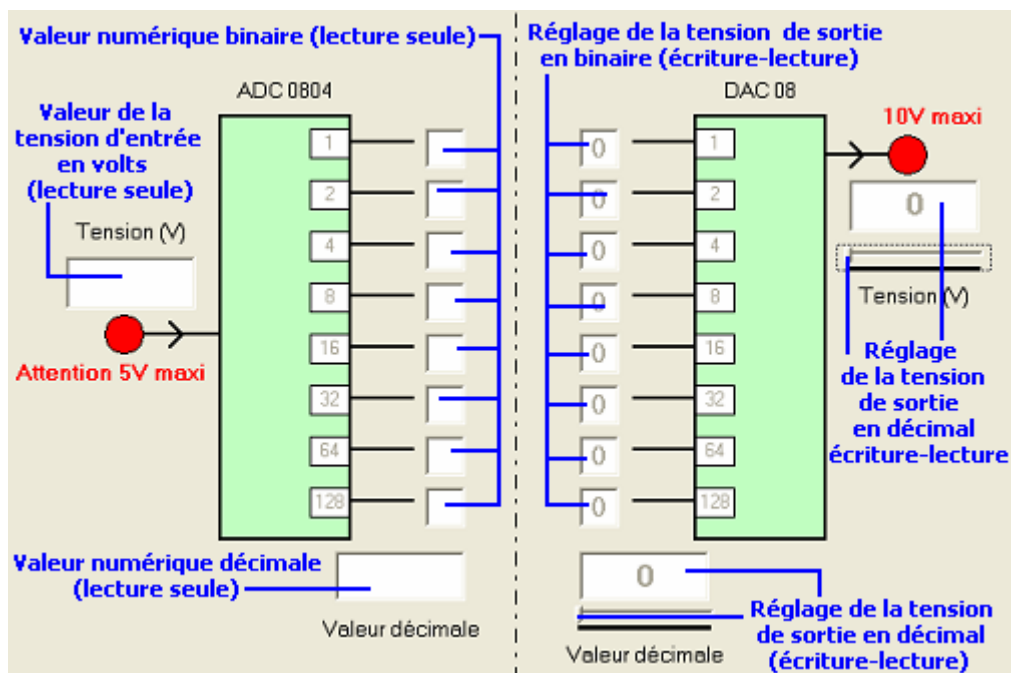 Valeur numérique binaire (lecture seule)
ADC 0804
Valeur de la
tension d'entrée
en volts
(lecture seule)
Tension (V)
Attention 5V maxi
1
2
4
8
16
32
64
128
Valeur numérique décimale
(lecture seule)
Valeur décimale
Réglage de la tension de sortie
en binaire (écriture-lecture)
DAC 08
10V maxi
0
0
0
0
0
0
0
0
1
2
4
8
16
32
64
128
0
Tension (V)
Réglage
de la tension
de sortie
en décimal
écriture-lecture
0
Valeur décimale
Réglage de la tension
de sortie en décimal
(écriture-lecture)